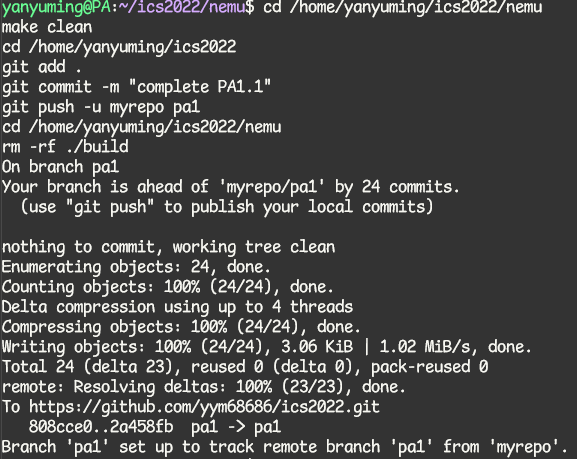 yanyuming@PA:~/ics2022/nemu$ cd /home/yanyuming/ics2022/nemu
make clean
cd /home/yanyuming/ics2022
git add .
git commit -m "complete PA1.1"
git push -u myrepo pa1
cd /home/yanyuming/ics2022/nemu
rm -rf ./build
On branch pa1
Your branch is ahead of 'myrepo/pa1' by 24 commits.
  (use "git push" to publish your local commits)

nothing to commit, working tree clean
Enumerating objects: 24, done.
Counting objects: 100% (24/24), done.
Delta compression using up to 4 threads
Compressing objects: 100% (24/24), done.
Writing objects: 100% (24/24), 3.06 KiB | 1.02 MiB/s, done.
Total 24 (delta 23), reused 0 (delta 0), pack-reused 0
remote: Resolving deltas: 100% (23/23), done.
To https://github.com/yym68686/ics2022.git
   808cce0..2a458fb  pa1 -> pa1
Branch 'pa1' set up to track remote branch 'pa1' from 'myrepo'.